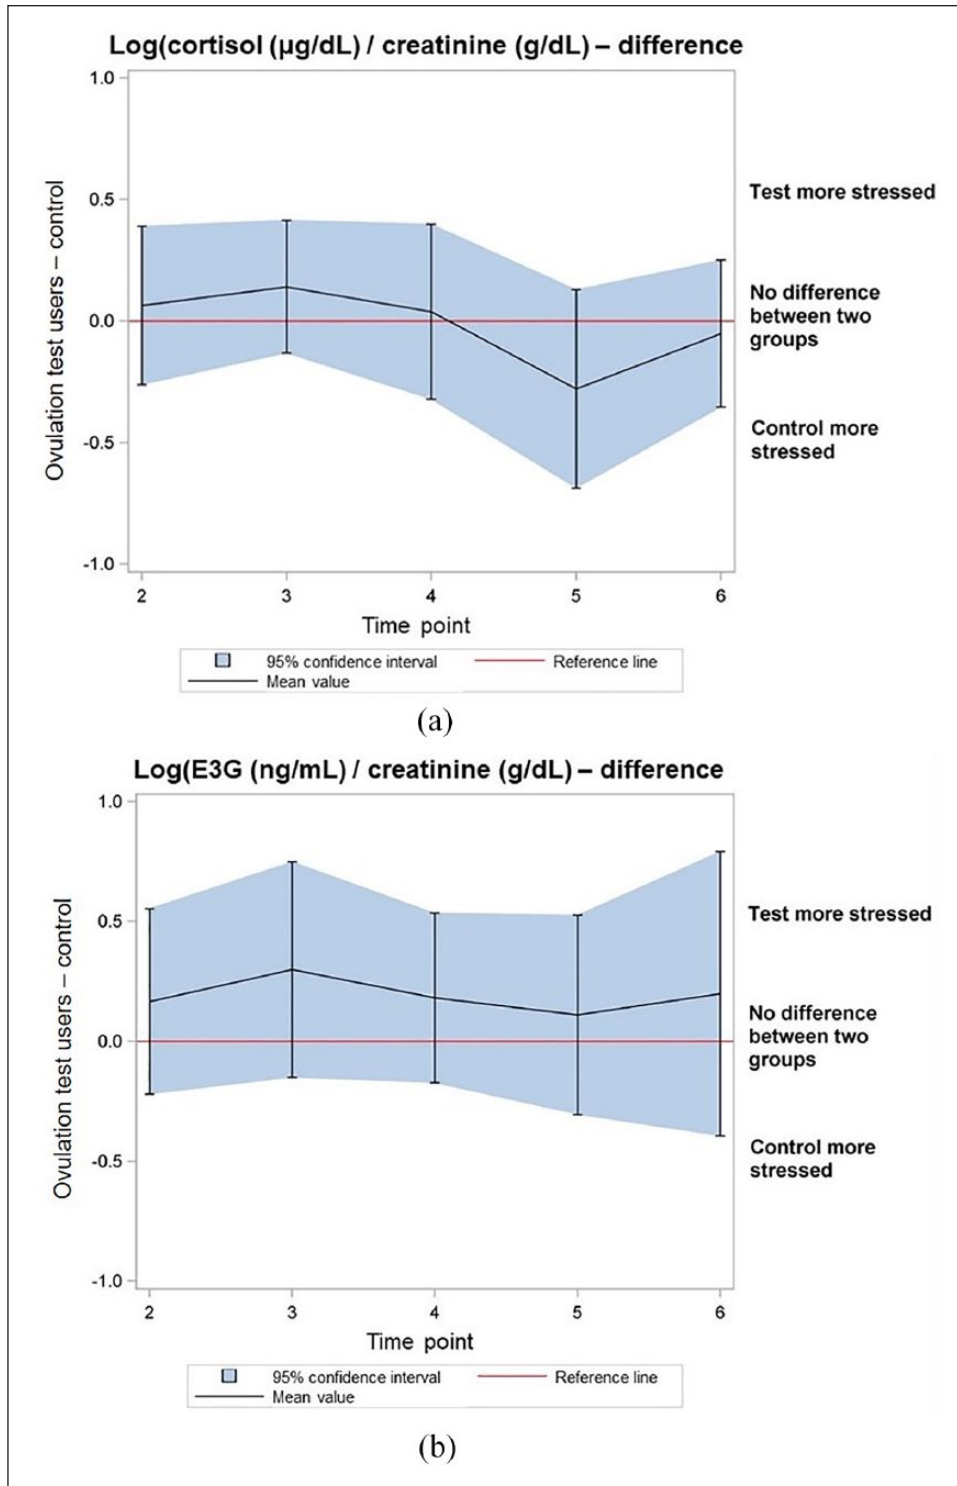 Log(cortisol (µg/dL) / creatinine (g/dL) – difference
1.0
0.5
0.0
-0.5
-1.0
Ovulation test users – control
Test more stressed
No difference
between two
groups
Control more
stressed
2 3 4 5 6
Time point
95% confidence interval
Reference line
Mean value
(a)
Log(E3G (ng/mL) / creatinine (g/dL) – difference
1.0
0.5
0.0
-0.5
-1.0
Ovulation test users – control
Test more stressed
No difference
between two
groups
Control more
stressed
2 3 4 5 6
Time point
95% confidence interval
Reference line
Mean value
(b)